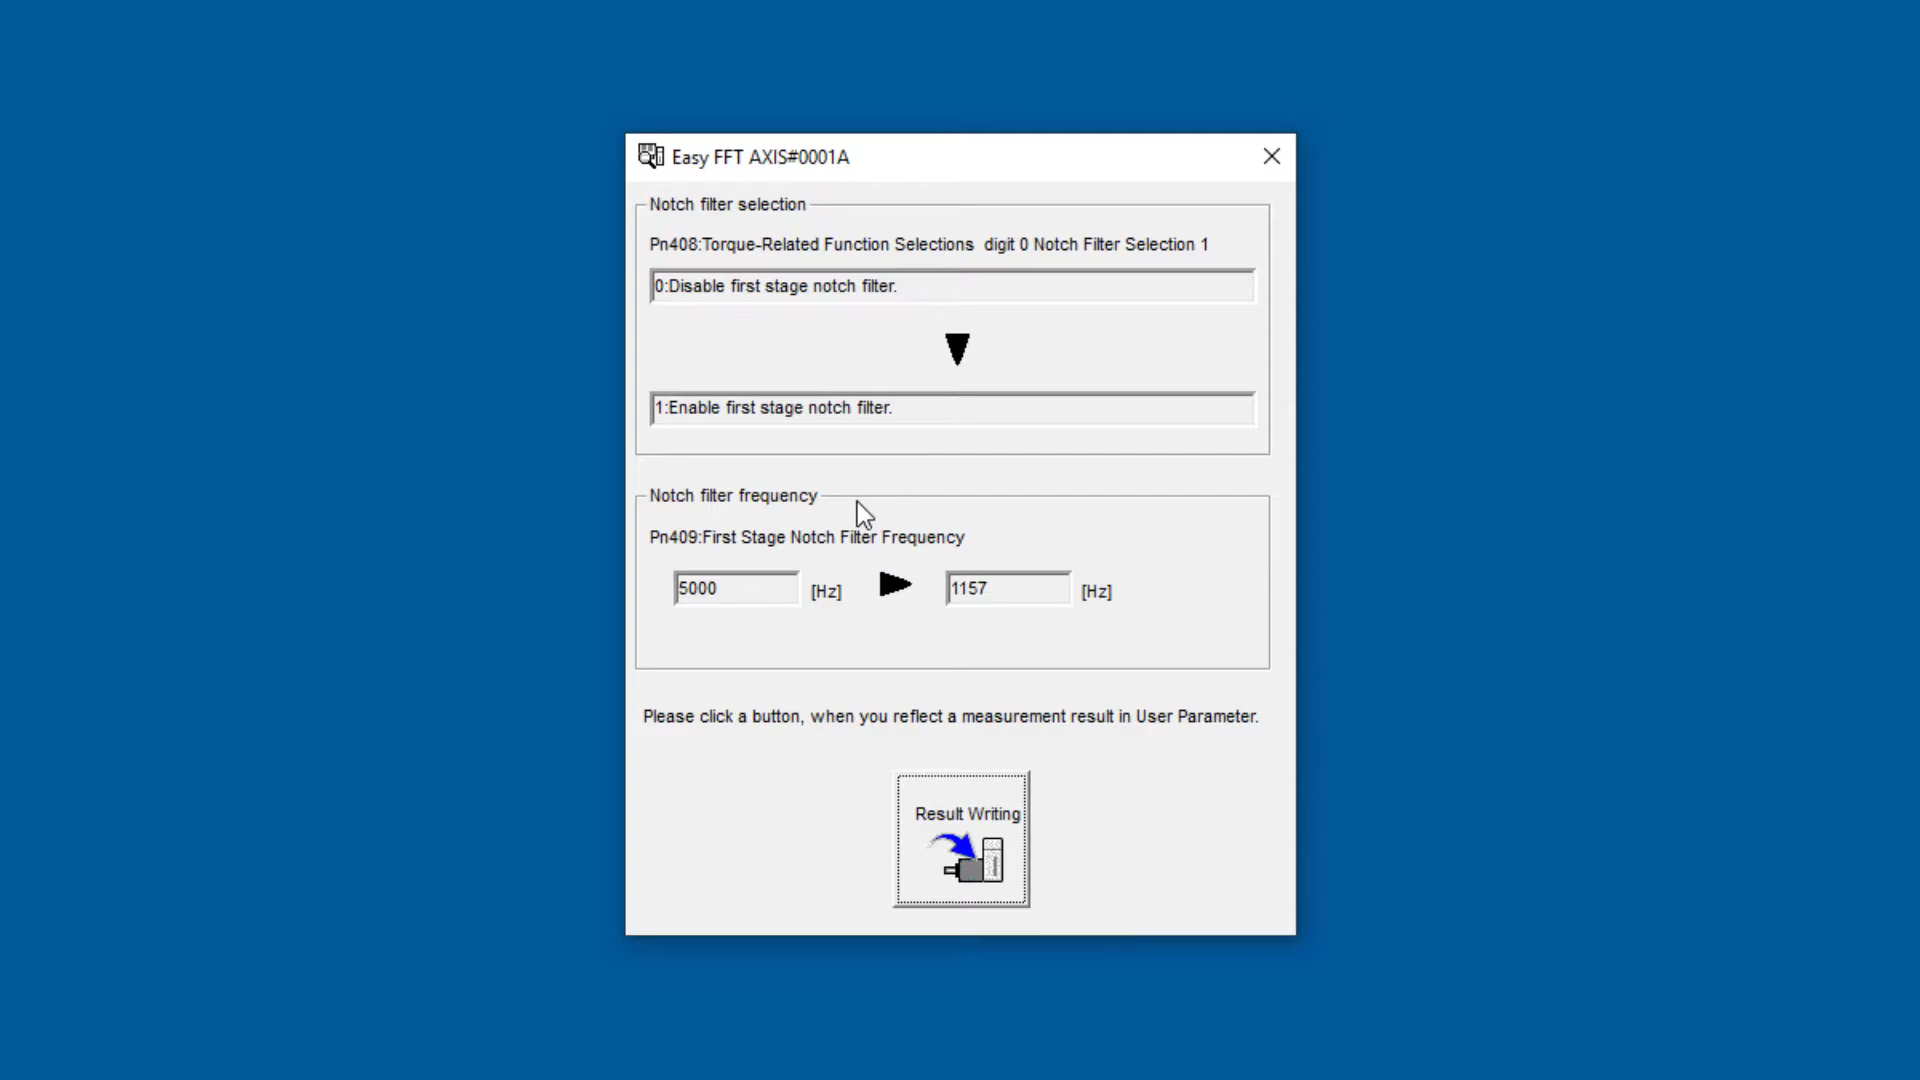 Easy FFT AXIS#0001A
Notch filter selection
Pn408:Torque-Related Function Selections  digit 0 Notch Filter Selection 1
0:Disable first stage notch filter.
1:Enable first stage notch filter.
Notch filter frequency
Pn409:First Stage Notch Filter Frequency
5000 [Hz] 1157 [Hz]
Please click a button, when you reflect a measurement result in User Parameter.
Result Writing